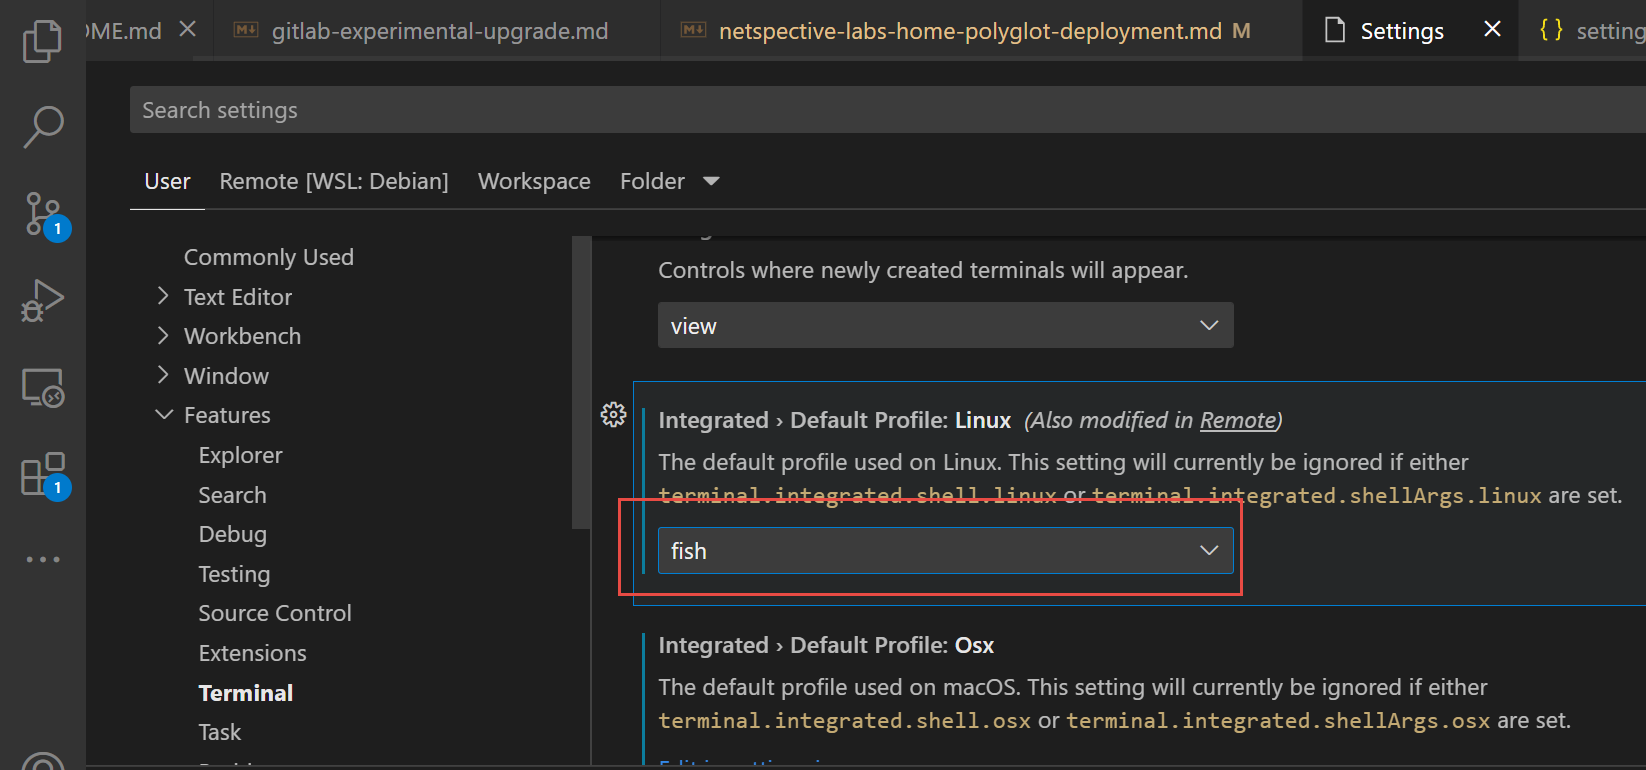 OME.md
gitlab-experimental-upgrade.md
netspective-labs-home-polyglot-deployment.md M
Settings
{} setting
Search settings
User
Remote [WSL: Debian]
Workspace
Folder
Commonly Used
Text Editor
Workbench
Window
Features
Explorer
Search
Debug
Testing
Source Control
Extensions
Terminal
Task
1
1
Controls where newly created terminals will appear.
view
Integrated › Default Profile: Linux (Also modified in Remote)
The default profile used on Linux. This setting will currently be ignored if either
terminal.integrated.shell.linux or terminal.integrated.shellArgs.linux are set.
fish
Integrated › Default Profile: Osx
The default profile used on macOS. This setting will currently be ignored if either
terminal.integrated.shell.osx or terminal.integrated.shellArgs.osx are set.